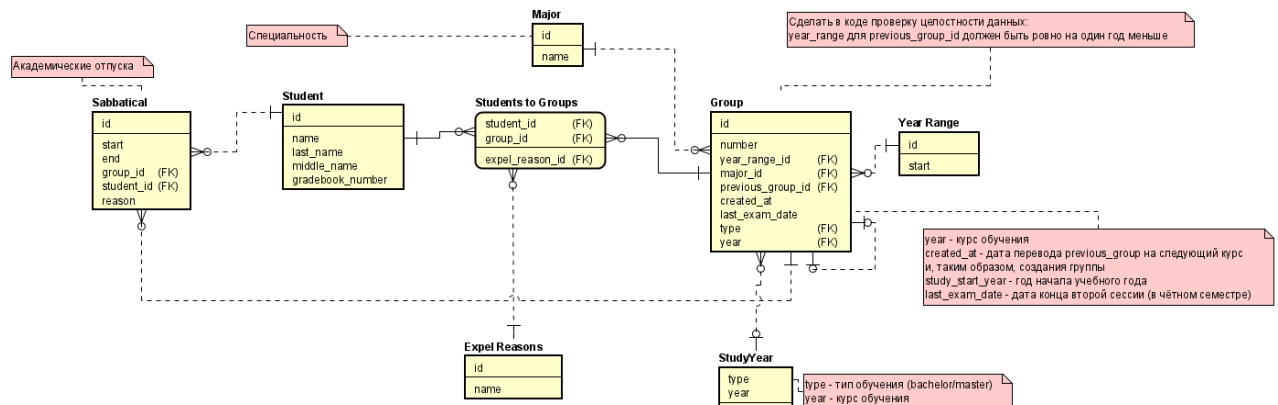 Major
id
name
Специальность
Сделать в коде проверку целостности данных:
year_range для previous_group_id должен быть ровно на один год меньше
Академические отпуска
Sabbatical
id
start
end
group_id (FK)
student_id (FK)
reason
Student
id
name
last_name
middle_name
gradebook_number
Students to Groups
student_id (FK)
group_id (FK)
expel_reason_id (FK)
Group
id
number
year_range_id (FK)
major_id (FK)
previous_group_id (FK)
created_at
last_exam_date
type (FK)
year (FK)
Year Range
id
start
year - курс обучения
created_at - дата перевода previous_group на следующий курс
и, таким образом, создания группы
study_start_year - год начала учебного года
last_exam_date - дата конца второй сессии (в чётном семестре)
Expel Reasons
id
name
StudyYear
type
year
type - тип обучения (bachelor/master)
year - курс обучения